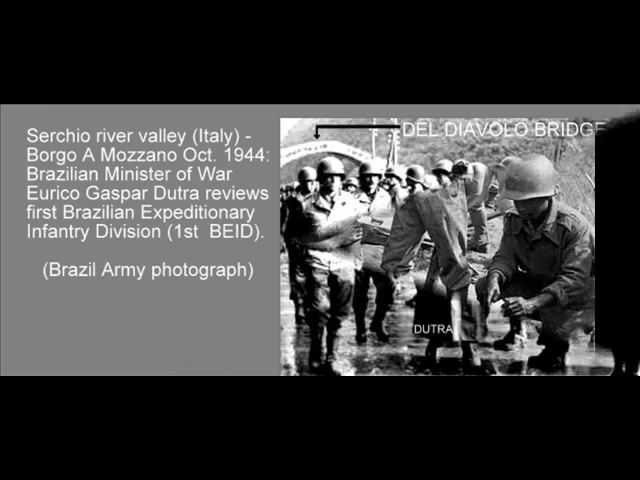 Serchio river valley (Italy) -
Borgo A Mozzano Oct. 1944:
Brazilian Minister of War
Eurico Gaspar Dutra reviews
first Brazilian Expeditionary
Infantry Division (1st BEID).
(Brazil Army photograph)
DEL DIAVOLO BRIDGE
DUTRA